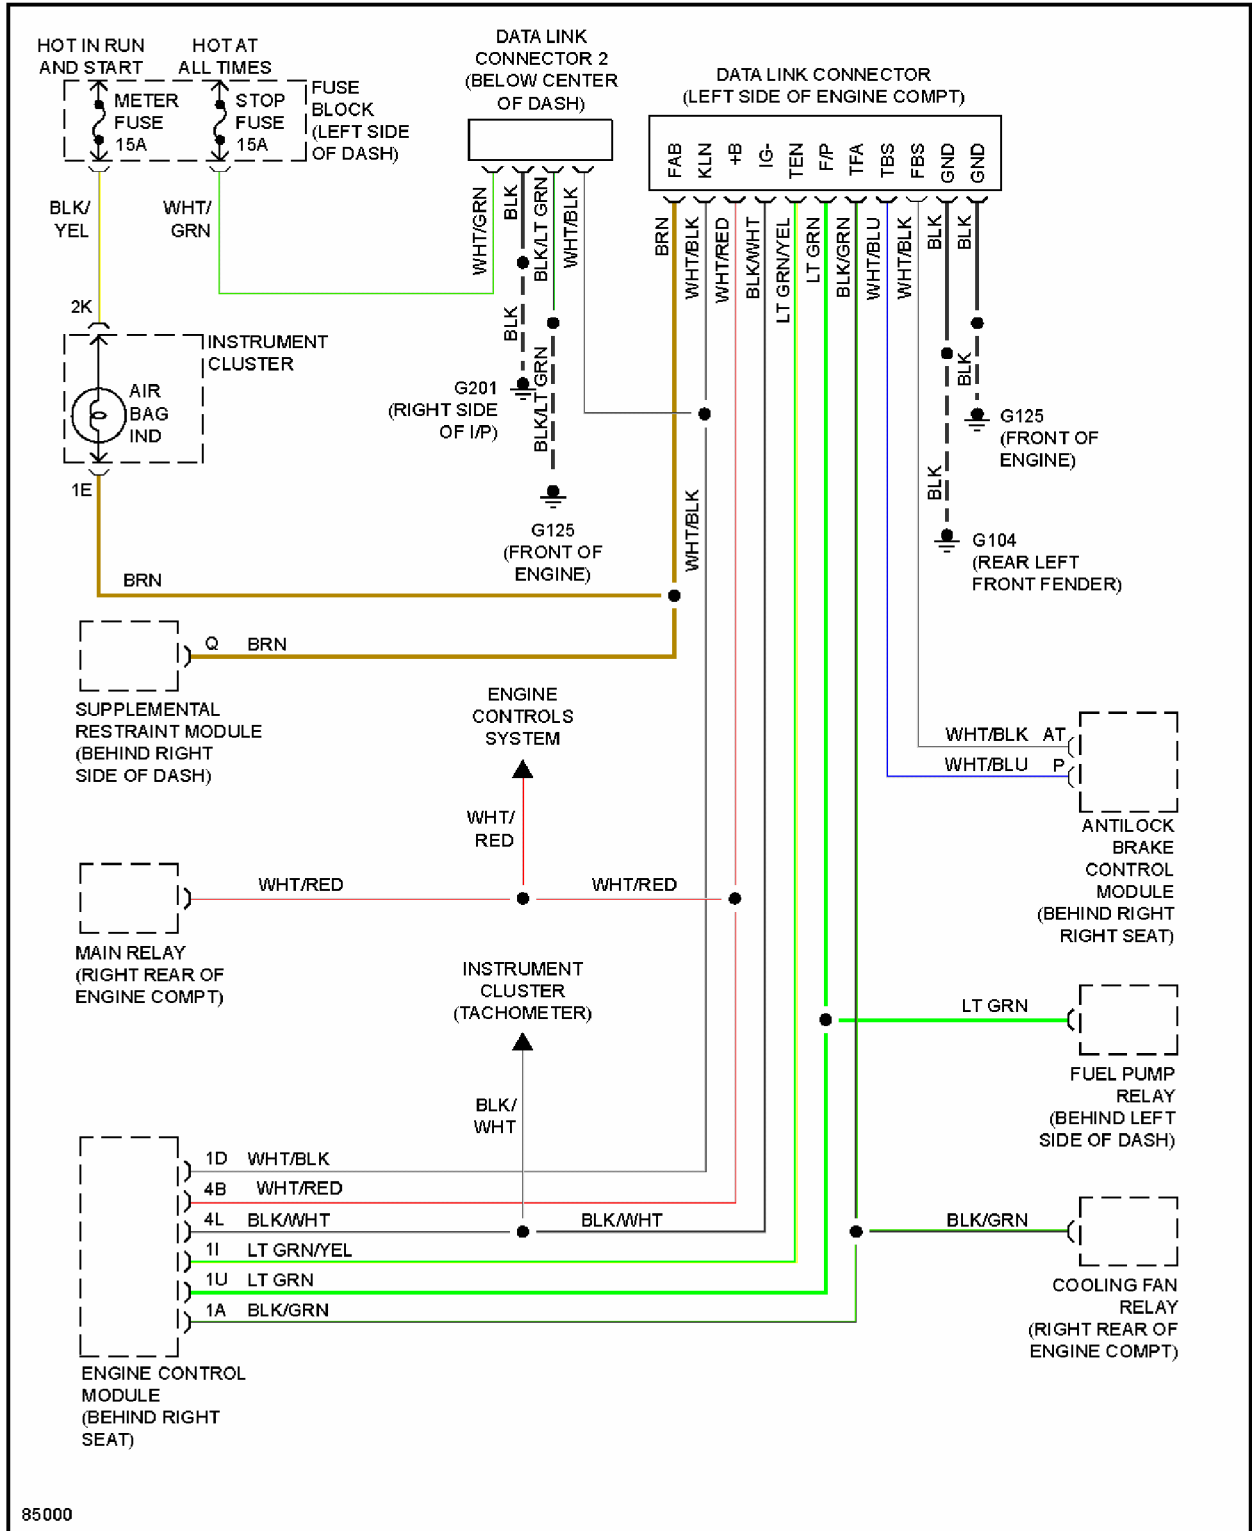 HOT IN RUN
AND START
HOT AT
ALL TIMES
METER
FUSE
15A
STOP
FUSE
15A
FUSE
BLOCK
(LEFT SIDE
OF DASH)
DATA LINK
CONNECTOR 2
(BELOW CENTER
OF DASH)
DATA LINK CONNECTOR
(LEFT SIDE OF ENGINE COMPT)
FAB
KLN
+B
IG-
TEN
F/P
TFA
TBS
FBS
GND
GND
BLK/
YEL
WHT/
GRN
WHT/GRN
BLK
BLK/LT GRN
WHT/BLK
BRN
WHT/BLK
WHT/RED
BLK/WHT
LT GRN/YEL
LT GRN
BLK/GRN
WHT/BLU
WHT/BLK
BLK
BLK
2K
INSTRUMENT
CLUSTER
AIR
BAG
IND
1E
BLK
BLK/LT GRN
G201
(RIGHT SIDE
OF I/P)
G125
(FRONT OF
ENGINE)
WHT/BLK
BLK
BLK
G125
(FRONT OF
ENGINE)
G104
(REAR LEFT
FRONT FENDER)
BRN
Q BRN
SUPPLEMENTAL
RESTRAINT MODULE
(BEHIND RIGHT
SIDE OF DASH)
ENGINE
CONTROLS
SYSTEM
WHT/
RED
WHT/BLK AT
WHT/BLU P
ANTILOCK
BRAKE
CONTROL
MODULE
(BEHIND RIGHT
RIGHT SEAT)
WHT/RED
WHT/RED
MAIN RELAY
(RIGHT REAR OF
ENGINE COMPT)
INSTRUMENT
CLUSTER
(TACHOMETER)
LT GRN
FUEL PUMP
RELAY
(BEHIND LEFT
SIDE OF DASH)
BLK/
WHT
1D WHT/BLK
4B WHT/RED
4L BLK/WHT
BLK/WHT
1I LT GRN/YEL
1U LT GRN
1A BLK/GRN
BLK/GRN
COOLING FAN
RELAY
(RIGHT REAR OF
ENGINE COMPT)
ENGINE CONTROL
MODULE
(BEHIND RIGHT
SEAT)
85000